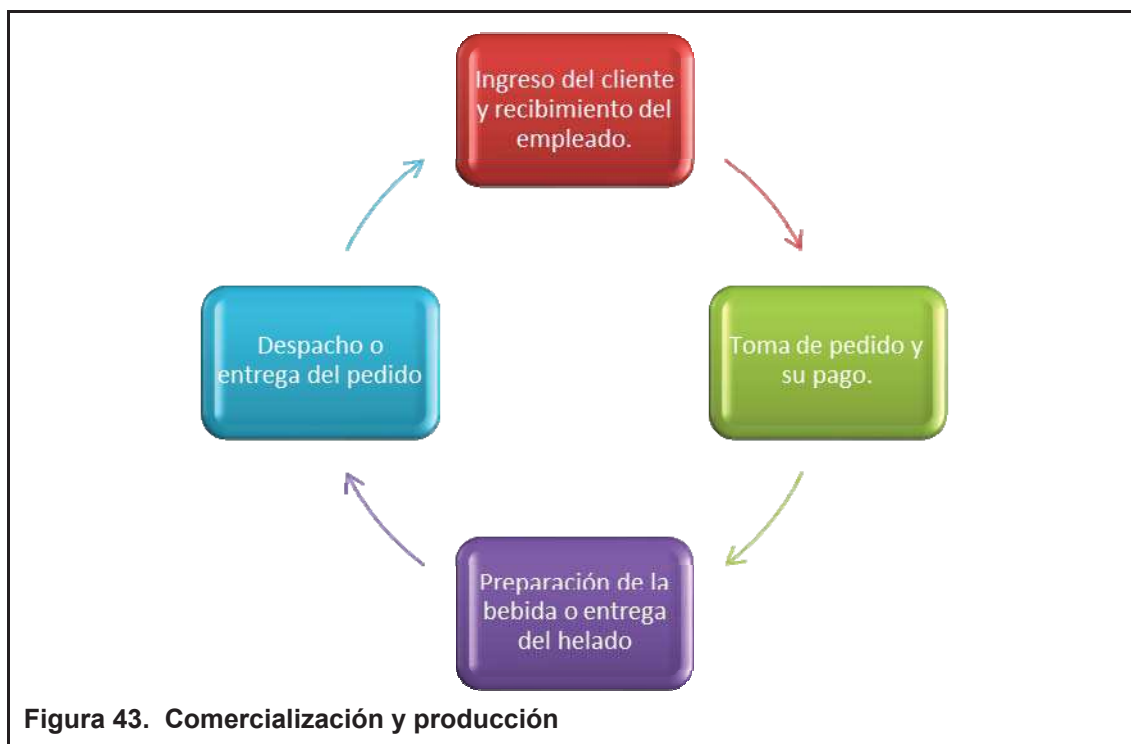 Ingreso del cliente
y recibimiento del
empleado.
Toma de pedido y
su pago.
Preparación de la
bebida o entrega
del helado
Despacho o
entrega del pedido
Figura 43. Comercialización y producción